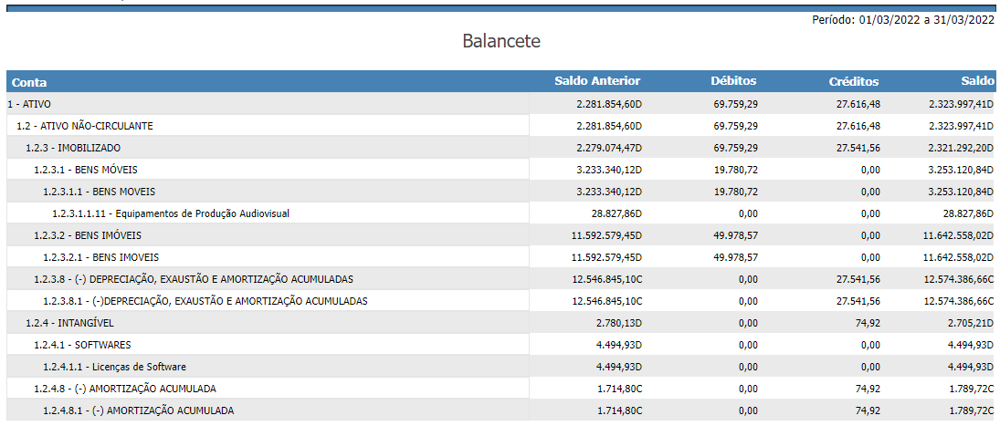 Período: 01/03/2022 a 31/03/2022
Balancete
Conta Saldo Anterior Débitos Créditos Saldo
1 - ATIVO 2.281.854,60D 69.759,29 27.616,48 2.323.997,41D
1.2 - ATIVO NÃO-CIRCULANTE 2.281.854,60D 69.759,29 27.616,48 2.323.997,41D
1.2.3 - IMOBILIZADO 2.279.074,47D 69.759,29 27.541,56 2.321.292,20D
1.2.3.1 - BENS MÓVEIS 3.233.340,12D 19.780,72 0,00 3.253.120,84D
1.2.3.1.1 - BENS MOVEIS 3.233.340,12D 19.780,72 0,00 3.253.120,84D
1.2.3.1.1.11 - Equipamentos de Produção Audiovisual 28.827,86D 0,00 0,00 28.827,86D
1.2.3.2 - BENS IMÓVEIS 11.592.579,45D 49.978,57 0,00 11.642.558,02D
1.2.3.2.1 - BENS IMOVEIS 11.592.579,45D 49.978,57 0,00 11.642.558,02D
1.2.3.8 - (-) DEPRECIAÇÃO, EXAUSTÃO E AMORTIZAÇÃO ACUMULADAS 12.546.845,10C 0,00 27.541,56 12.574.386,66C
1.2.3.8.1 - (-)DEPRECIAÇÃO, EXAUSTÃO E AMORTIZAÇÃO ACUMULADAS 12.546.845,10C 0,00 27.541,56 12.574.386,66C
1.2.4 - INTANGÍVEL 2.780,13D 0,00 74,92 2.705,21D
1.2.4.1 - SOFTWARES 4.494,93D 0,00 0,00 4.494,93D
1.2.4.1.1 - Licenças de Software 4.494,93D 0,00 0,00 4.494,93D
1.2.4.8 - (-) AMORTIZAÇÃO ACUMULADA 1.714,80C 0,00 74,92 1.789,72C
1.2.4.8.1 - (-) AMORTIZAÇÃO ACUMULADA 1.714,80C 0,00 74,92 1.789,72C